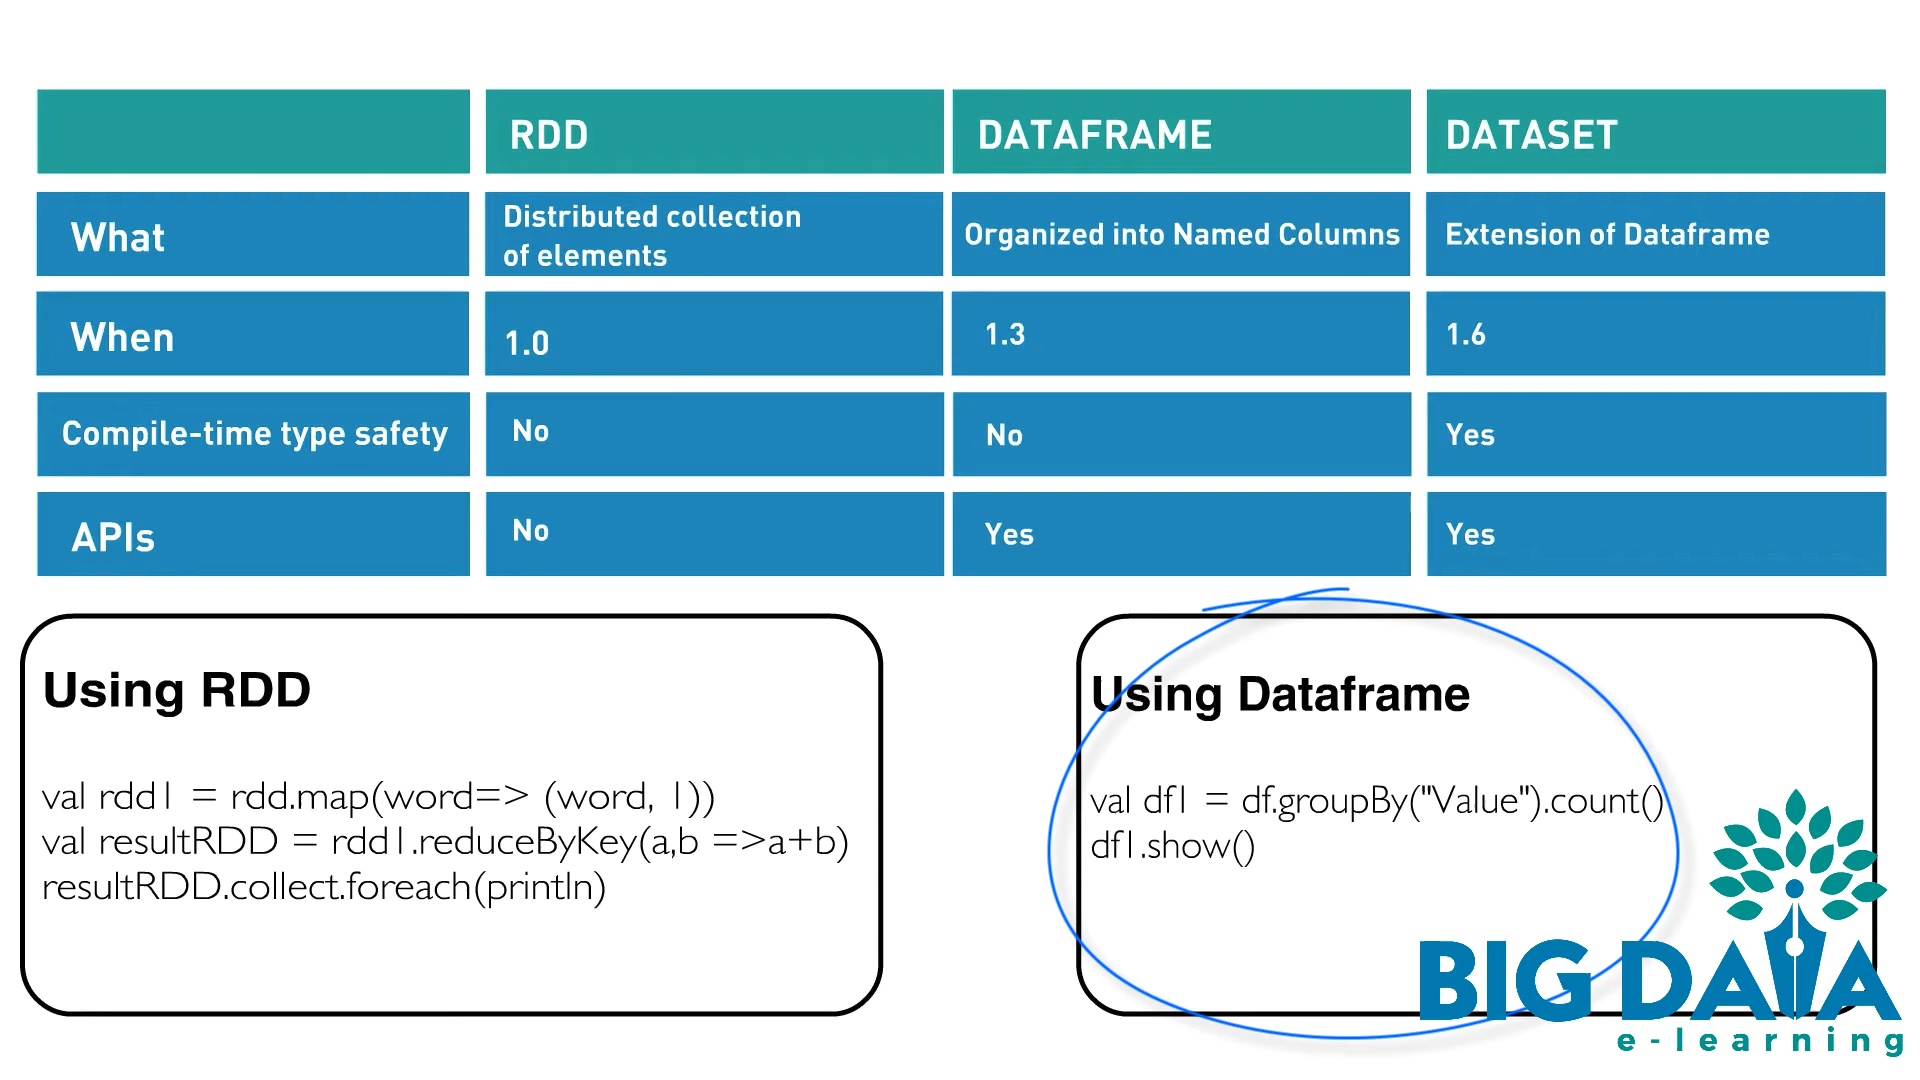 RDD DATAFRAME DATASET
What Distributed collection Organized into Named Columns Extension of Dataframe
of elements
When 1.0 1.3 1.6
Compile-time type safety No No Yes
APIs No Yes Yes
Using RDD
val rdd1 = rdd.map(word=> (word, 1))
val resultRDD = rdd1.reduceByKey(a,b =>a+b)
resultRDD.collect.foreach(println)
Using Dataframe
val df1 = df.groupBy("Value").count()
df1.show()
BIG DATA
e-learning